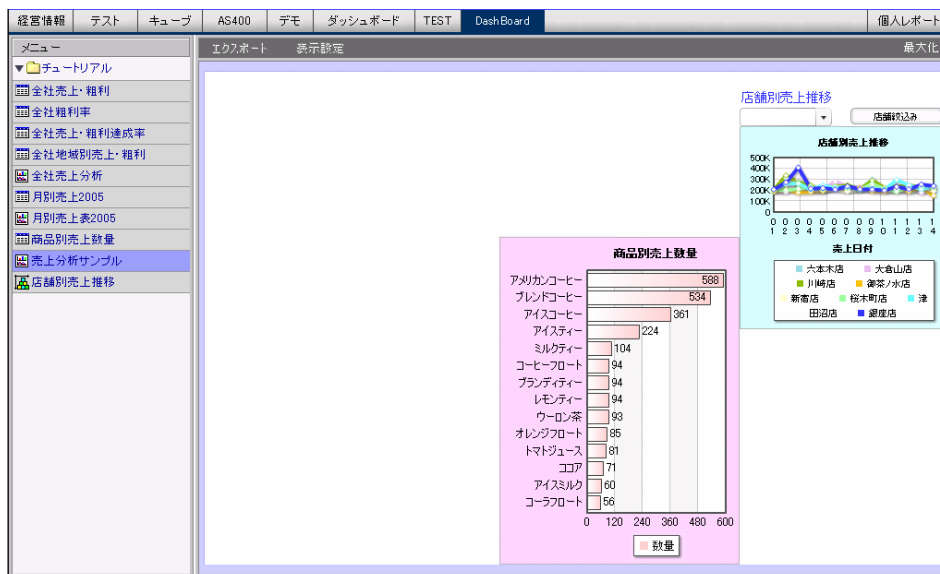 経営情報 テスト キューブ AS400 デモ ダッシュボード TEST DashBoard 個人レポート
メニュー エクスポート 表示設定 最大化
チュートリアル
全社売上・粗利
全社粗利率
全社売上・粗利達成率
全社地域別売上・粗利
全社売上分析
月別売上2005
月別売上表2005
商品別売上数量
売上分析サンプル
店舗別売上推移
店舗別売上推移
店舗絞込み
店舗別売上推移
500K
400K
300K
200K
100K
0
0 0 0 0 0 0 0 0 0 1 1 1 1 1
1 2 3 4 5 6 7 8 9 0 1 2 3 4
売上日付
六本木店 大倉山店
川崎店 御茶ノ水店
新宿店 桜木町店 津
田沼店 銀座店
商品別売上数量
アメリカンコーヒー 588
ブレンドコーヒー 534
アイスコーヒー 361
アイスティー 224
ミルクティー 104
コーヒーフロート 94
ブランディティー 94
レモンティー 94
ウーロン茶 93
オレンジフロート 85
トマトジュース 81
ココア 71
アイスミルク 60
コーラフロート 56
0 120 240 360 480 600
数量